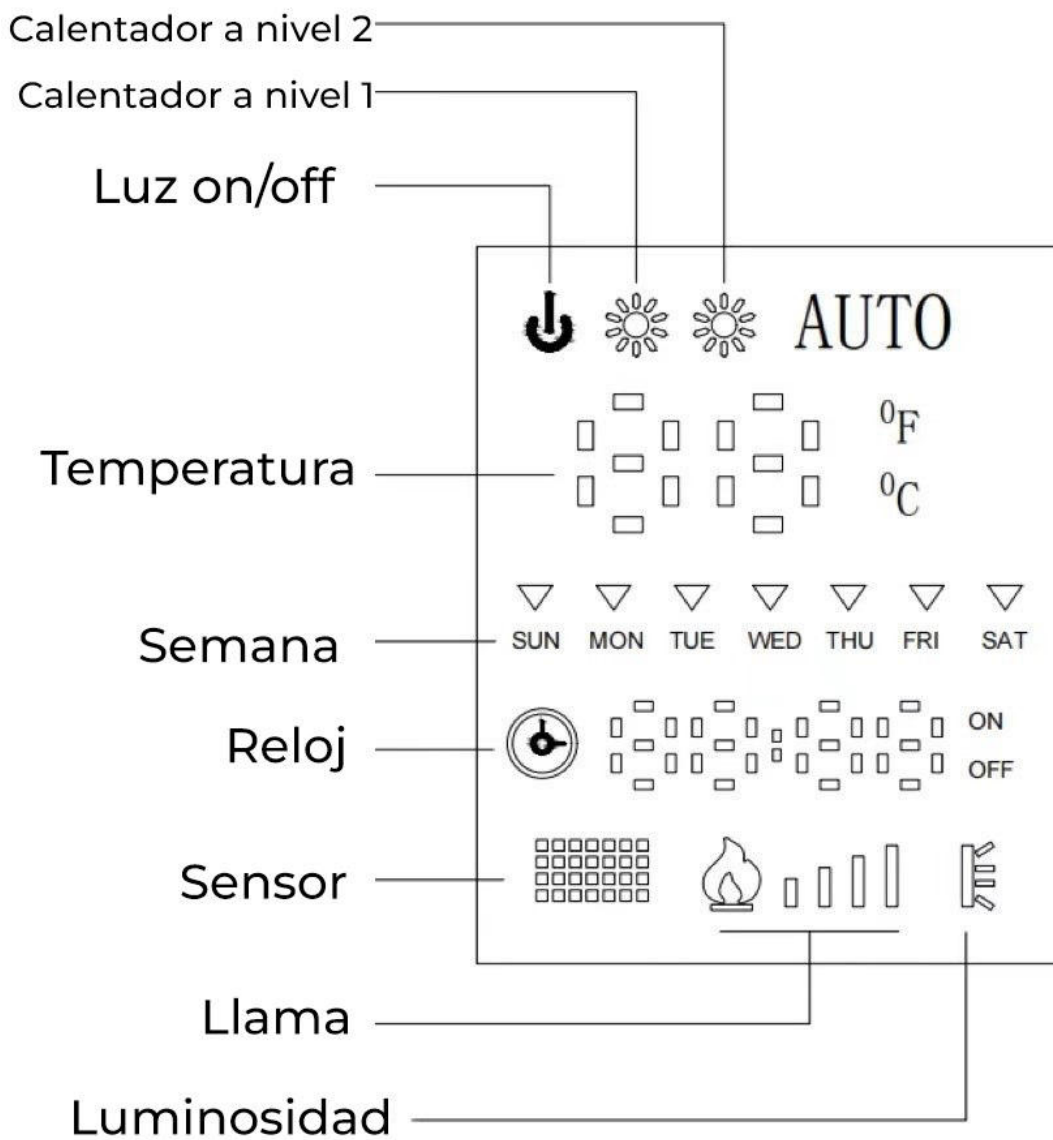 Calentador a nivel 2
Calentador a nivel 1
Luz on/off
AUTO
Temperatura
⁰F
⁰C
Semana
SUN MON TUE WED THU FRI SAT
Reloj
ON
OFF
Sensor
Llama
Luminosidad